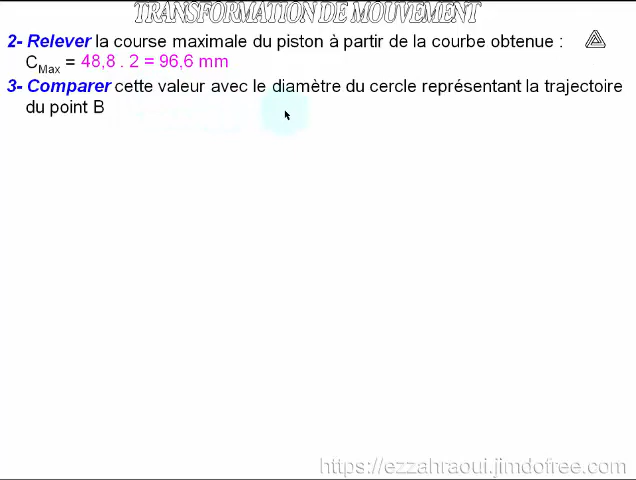 TRANSFORMATION DE MOUVEMENT
2- Relever la course maximale du piston à partir de la courbe obtenue :
CMax = 48,8 . 2 = 96,6 mm
3- Comparer cette valeur avec le diamètre du cercle représentant la trajectoire
du point B
https://ezzahraoui.jimdofree.com